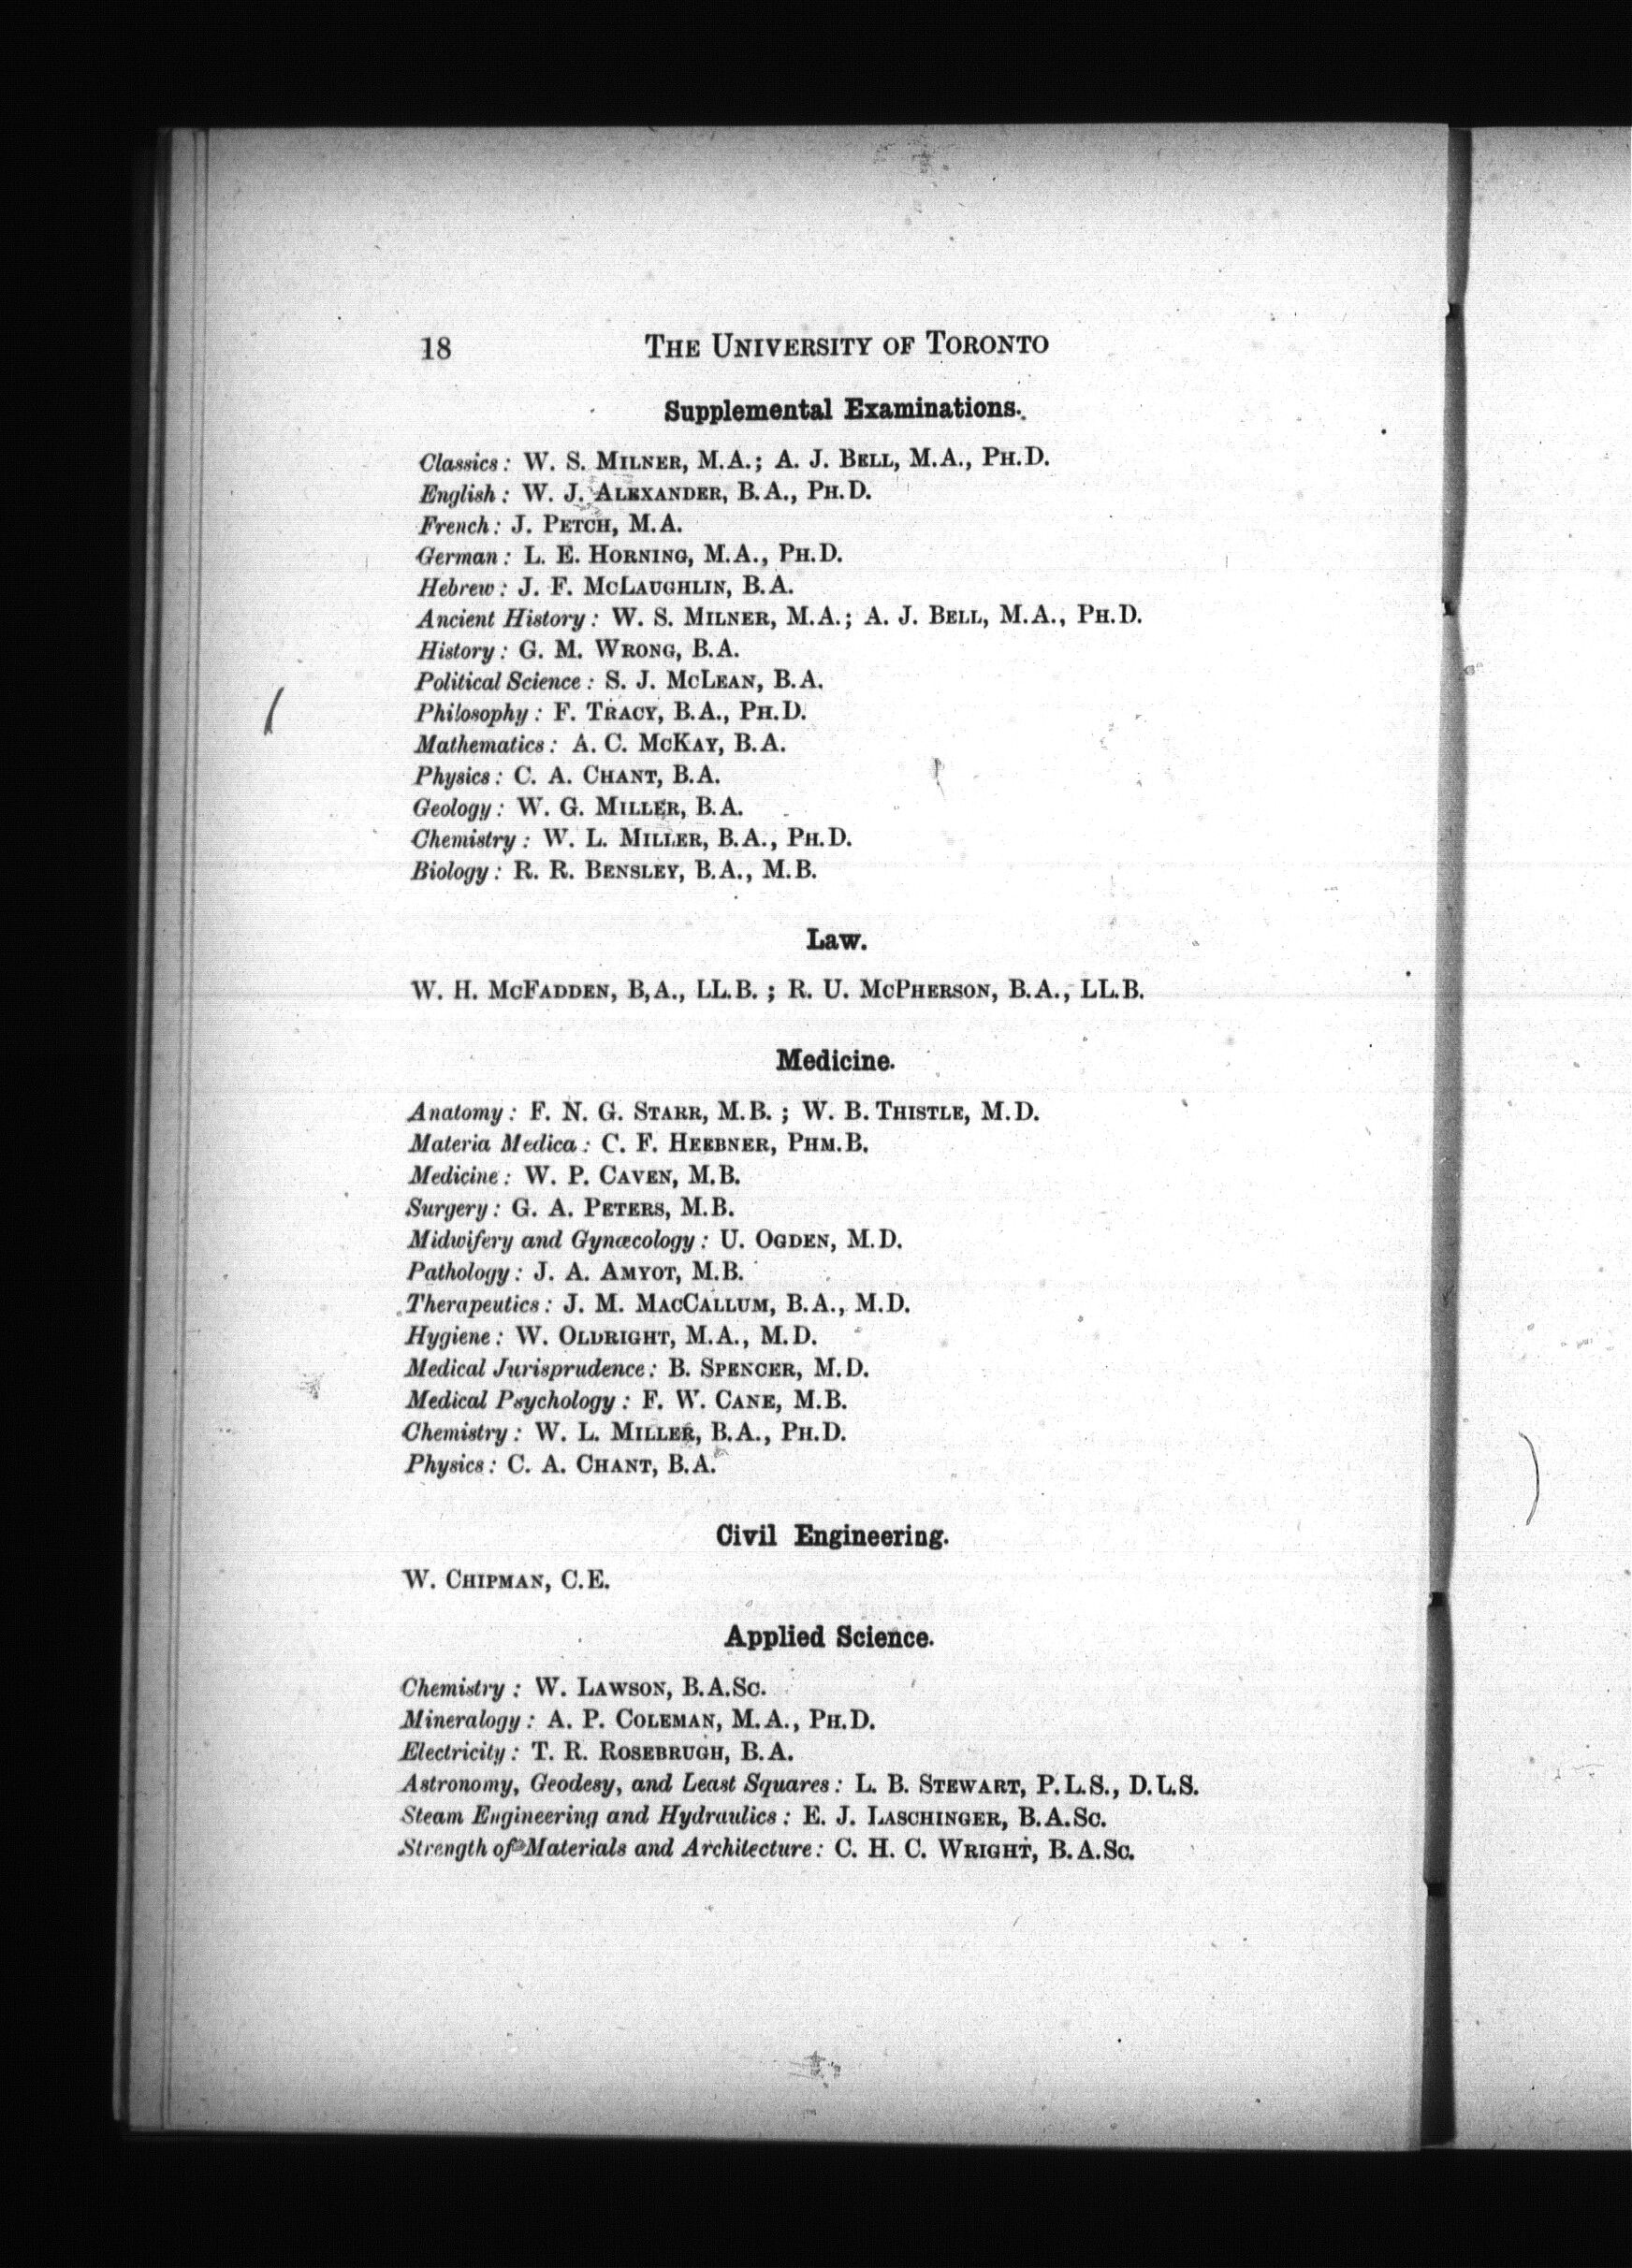 18 THE UNIVERSITY OF TORONTO
Supplemental Examinations.
Classics: W. S. MILNER, M.A.; A. J. BELL, M.A., PH.D.
English: W. J. ALEXANDER, B.A., PH.D.
French: J. PETCH, M.A.
German: L. E. HORNING, M.A., PH.D.
Hebrew: J. F. MCLAUGHLIN, B.A.
Ancient History: W. S. MILNER, M.A.; A. J. BELL, M.A., PH.D.
History: G. M. WRONG, B.A.
Political Science: S. J. MCLEAN, B.A.
Philosophy: F. TRACY, B.A., PH.D.
Mathematics: A. C. MCKAY, B.A.
Physics: C. A. CHANT, B.A.
Geology: W. G. MILLER, B.A.
Chemistry: W. L. MILLER, B.A., PH.D.
Biology: R. R. BENSLEY, B.A., M.B.
Law.
W. H. MCFADDEN, B,A., LL.B.; R. U. MCPHERSON, B.A., LL.B.
Medicine.
Anatomy: F. N. G. STARR, M.B.; W. B. THISTLE, M.D.
Materia Medica: C. F. HEEBNER, PHM.B.
Medicine: W. P. CAVEN, M.B.
Surgery: G. A. PETERS, M.B.
Midwifery and Gynæcology: U. OGDEN, M.D.
Pathology: J. A. AMYOT, M.B.
Therapeutics: J. M. MACCALLUM, B.A., M.D.
Hygiene: W. OLDRIGHT, M.A., M.D.
Medical Jurisprudence: B. SPENCER, M.D.
Medical Psychology: F. W. CANE, M.B.
Chemistry: W. L. MILLER, B.A., PH.D.
Physics: C. A. CHANT, B.A.
Civil Engineering.
W. CHIPMAN, C.E.
Applied Science.
Chemistry: W. LAWSON, B.A.SC.
Mineralogy: A. P. COLEMAN, M.A., PH.D.
Electricity: T. R. ROSEBRUGH, B.A.
Astronomy, Geodesy, and Least Squares: L. B. STEWART, P.L.S., D.L.S.
Steam Engineering and Hydraulics: E. J. LASCHINGER, B.A.SC.
Strength of Materials and Architecture: C. H. C. WRIGHT, B.A.SC.